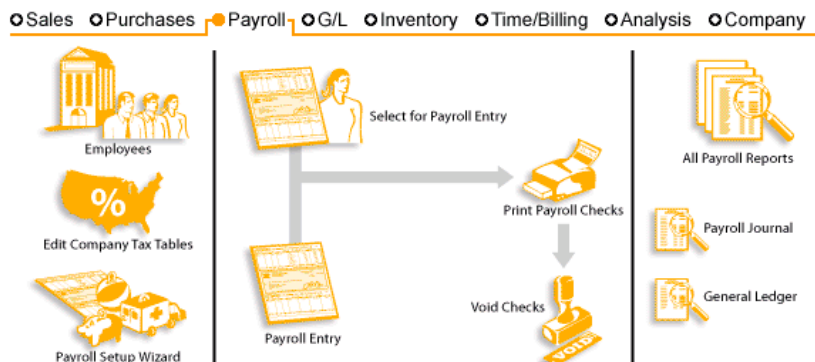 Sales Purchases Payroll G/L Inventory Time/Billing Analysis Company
Employees
%
Edit Company Tax Tables
Payroll Setup Wizard
Select for Payroll Entry
Payroll Entry
Print Payroll Checks
Void Checks
VOID
All Payroll Reports
Payroll Journal
General Ledger